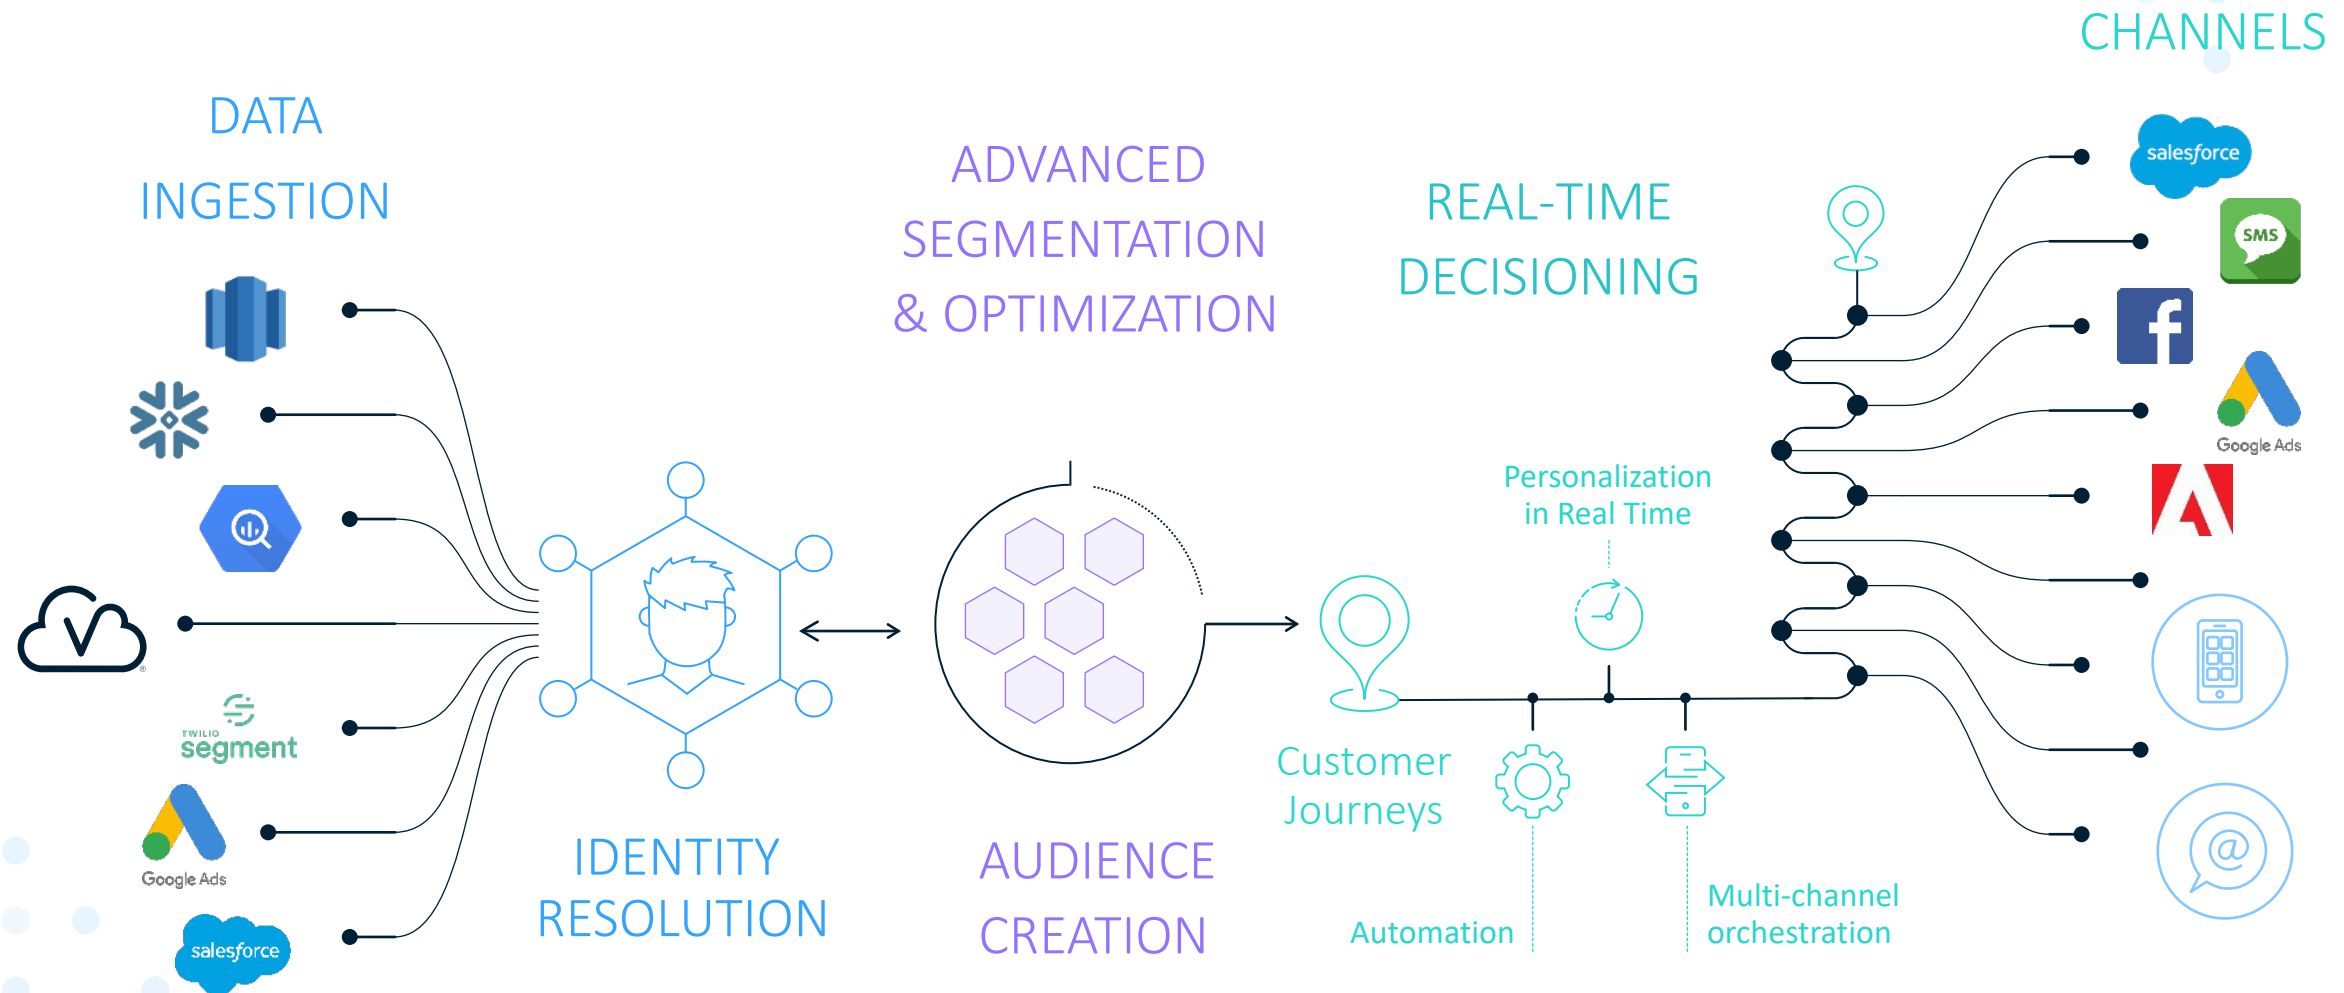 CHANNELS
DATA
INGESTION
ADVANCED
SEGMENTATION
& OPTIMIZATION
REAL-TIME
DECISIONING
salesforce
SMS
f
Google Ads
Personalization
in Real Time
V
®
TWILIO
segment
Google Ads
salesforce
IDENTITY
RESOLUTION
AUDIENCE
CREATION
Customer
Journeys
Automation
Multi-channel
orchestration
@